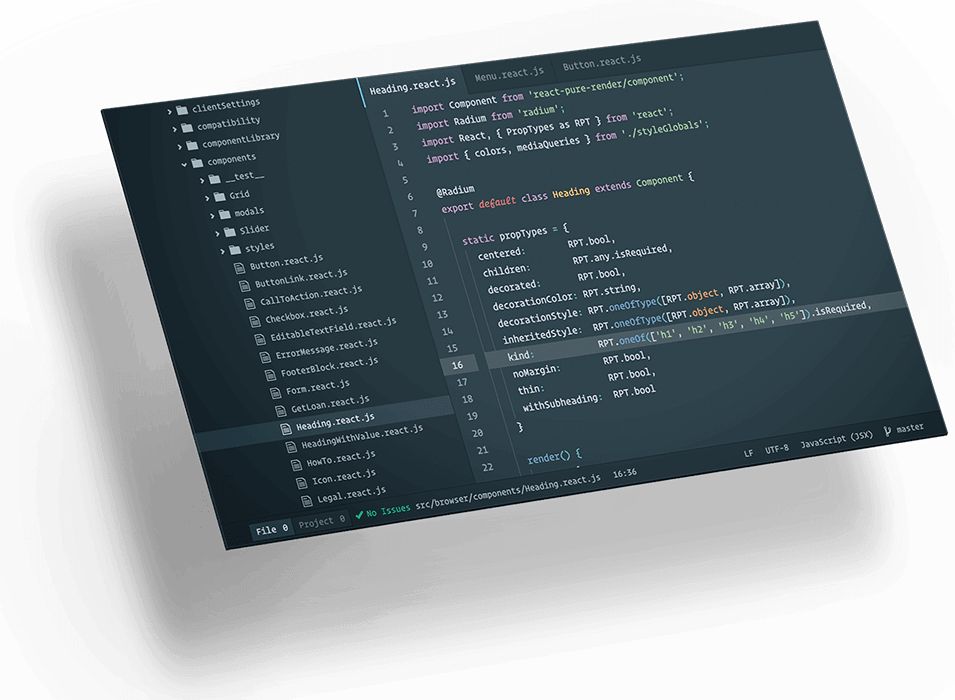 clientSettings
compatibility
componentLibrary
components
__test__
Grid
modals
Slider
styles
Button.react.js
ButtonLink.react.js
CallToAction.react.js
Checkbox.react.js
EditableTextField.react.js
ErrorMessage.react.js
FooterBlock.react.js
Form.react.js
GetLoan.react.js
Heading.react.js
HeadingWithValue.react.js
HowTo.react.js
Icon.react.js
Legal.react.js
Heading.react.js Menu.react.js Button.react.js
1 import Component from 'react-pure-render/component';
2 import Radium from 'radium';
3 import React, { PropTypes as RPT } from 'react';
4 import { colors, mediaQueries } from './styleGlobals';
5
6 @Radium
7 export default class Heading extends Component {
8
9 static propTypes = {
10 centered: RPT.bool,
11 children: RPT.any.isRequired,
12 decorated: RPT.bool,
13 decorationColor: RPT.string,
14 decorationStyle: RPT.oneOfType([RPT.object, RPT.array]),
15 inheritedStyle: RPT.oneOfType([RPT.object, RPT.array]),
16 kind: RPT.oneOf(['h1', 'h2', 'h3', 'h4', 'h5']).isRequired,
17 noMargin: RPT.bool,
18 thin: RPT.bool,
19 withSubheading: RPT.bool
20 }
21
22 render() {
File 0 Project 0 No Issues src/browser/components/Heading.react.js 16:36 LF UTF-8 JavaScript (JSX) master